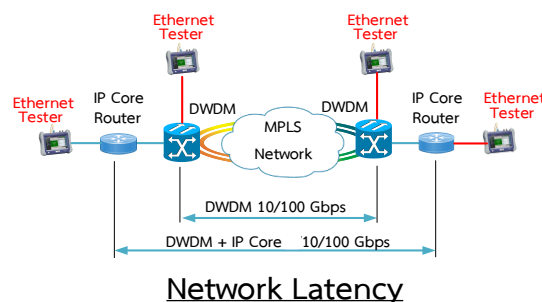 Ethernet
Tester
Ethernet
Tester
Ethernet
Tester
IP Core
Router
DWDM
MPLS
Network
DWDM
IP Core
Router
Ethernet
Tester
DWDM 10/100 Gbps
DWDM + IP Core 10/100 Gbps
Network Latency